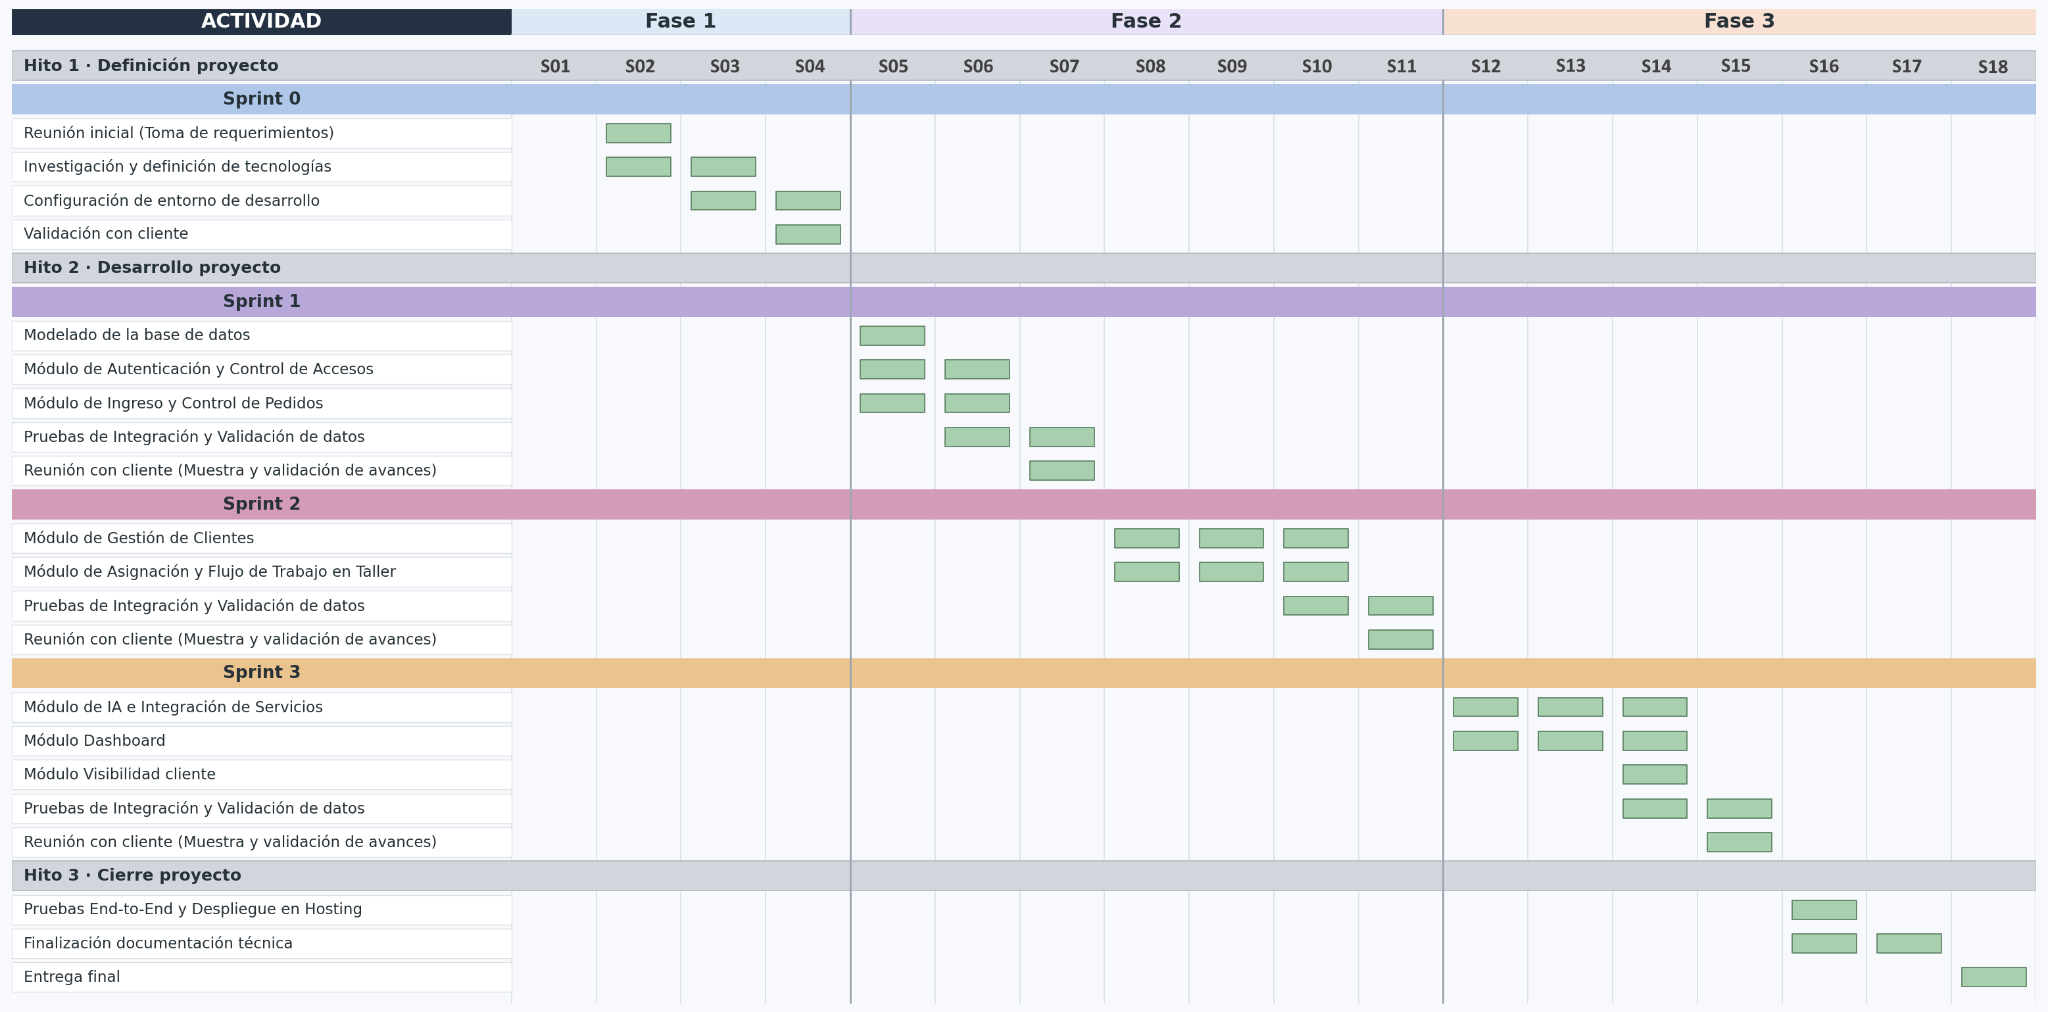 ACTIVIDAD Fase 1 Fase 2 Fase 3
Hito 1 · Definición proyecto S01 S02 S03 S04 S05 S06 S07 S08 S09 S10 S11 S12 S13 S14 S15 S16 S17 S18
Sprint 0
Reunión inicial (Toma de requerimientos)
Investigación y definición de tecnologías
Configuración de entorno de desarrollo
Validación con cliente
Hito 2 · Desarrollo proyecto
Sprint 1
Modelado de la base de datos
Módulo de Autenticación y Control de Accesos
Módulo de Ingreso y Control de Pedidos
Pruebas de Integración y Validación de datos
Reunión con cliente (Muestra y validación de avances)
Sprint 2
Módulo de Gestión de Clientes
Módulo de Asignación y Flujo de Trabajo en Taller
Pruebas de Integración y Validación de datos
Reunión con cliente (Muestra y validación de avances)
Sprint 3
Módulo de IA e Integración de Servicios
Módulo Dashboard
Módulo Visibilidad cliente
Pruebas de Integración y Validación de datos
Reunión con cliente (Muestra y validación de avances)
Hito 3 · Cierre proyecto
Pruebas End-to-End y Despliegue en Hosting
Finalización documentación técnica
Entrega final